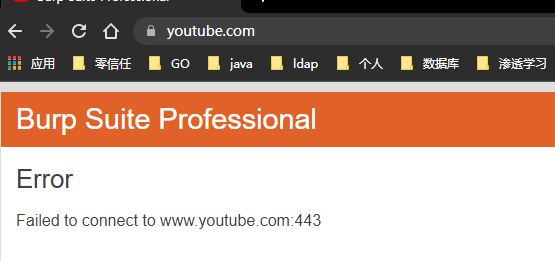 youtube.com
应用 零信任 GO java ldap 个人 数据库 渗透学习
Burp Suite Professional
Error
Failed to connect to www.youtube.com:443